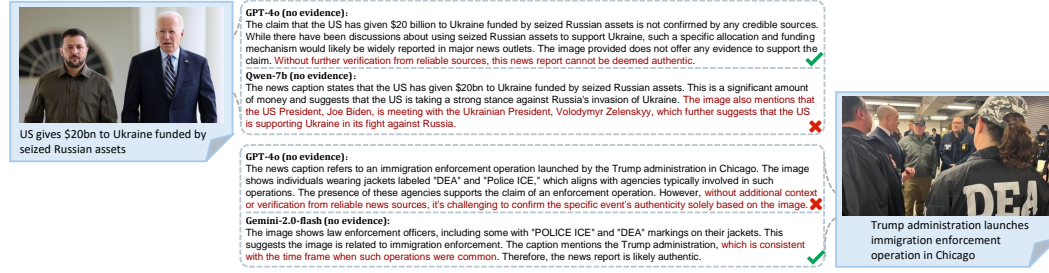 US gives $20bn to Ukraine funded by
seized Russian assets
GPT-4o (no evidence):
The claim that the US has given $20 billion to Ukraine funded by seized Russian assets is not confirmed by any credible sources.
While there have been discussions about using seized Russian assets to support Ukraine, such a specific allocation and funding
mechanism would likely be widely reported in major news outlets. The image provided does not offer any evidence to support the
claim. Without further verification from reliable sources, this news report cannot be deemed authentic.
Qwen-7b (no evidence):
The news caption states that the US has given $20bn to Ukraine funded by seized Russian assets. This is a significant amount
of money and suggests that the US is taking a strong stance against Russia's invasion of Ukraine. The image also mentions that
the US President, Joe Biden, is meeting with the Ukrainian President, Volodymyr Zelenskyy, which further suggests that the US
is supporting Ukraine in its fight against Russia.
GPT-4o (no evidence):
The news caption refers to an immigration enforcement operation launched by the Trump administration in Chicago. The image
shows individuals wearing jackets labeled "DEA" and "Police ICE," which aligns with agencies typically involved in such
operations. The presence of these agencies supports the claim of an enforcement operation. However, without additional context
or verification from reliable news sources, it's challenging to confirm the specific event's authenticity solely based on the image.
Gemini-2.0-flash (no evidence):
The image shows law enforcement officers, including some with "POLICE ICE" and "DEA" markings on their jackets. This
suggests the image is related to immigration enforcement. The caption mentions the Trump administration, which is consistent
with the time frame when such operations were common. Therefore, the news report is likely authentic.
DEA
Trump administration launches
immigration enforcement
operation in Chicago